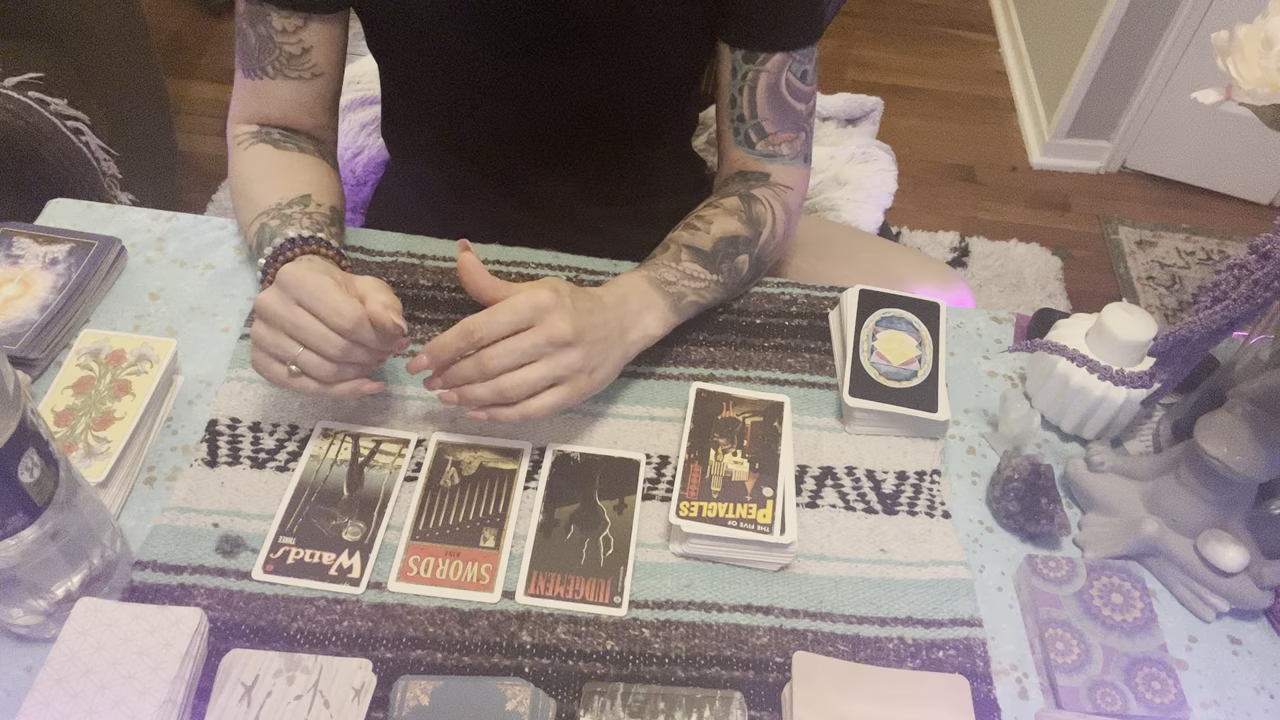 THREE
Wands
NINE
SWORDS
JUDGEMENT
THE FIVE OF
PENTACLES